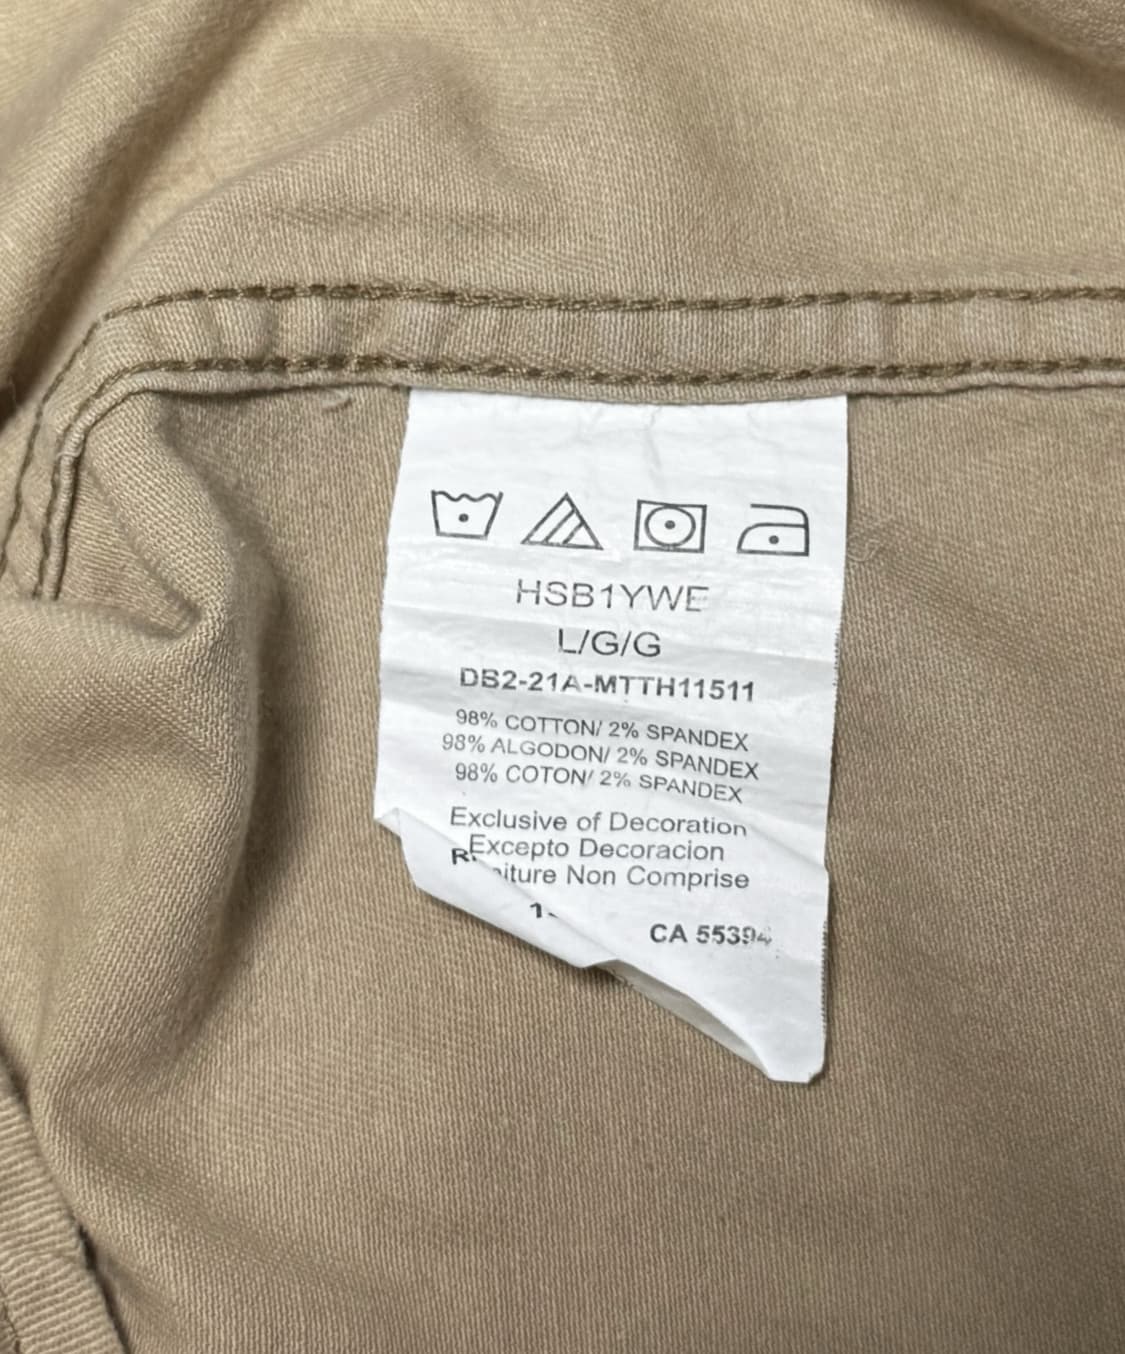 HSB1YWE
L/G/G
DB2-21A-MTTH11511
98% COTTON/ 2% SPANDEX
98% ALGODON/ 2% SPANDEX
98% COTON/ 2% SPANDEX
Exclusive of Decoration
Excepto Decoracion
Non Comprise
CA 55394